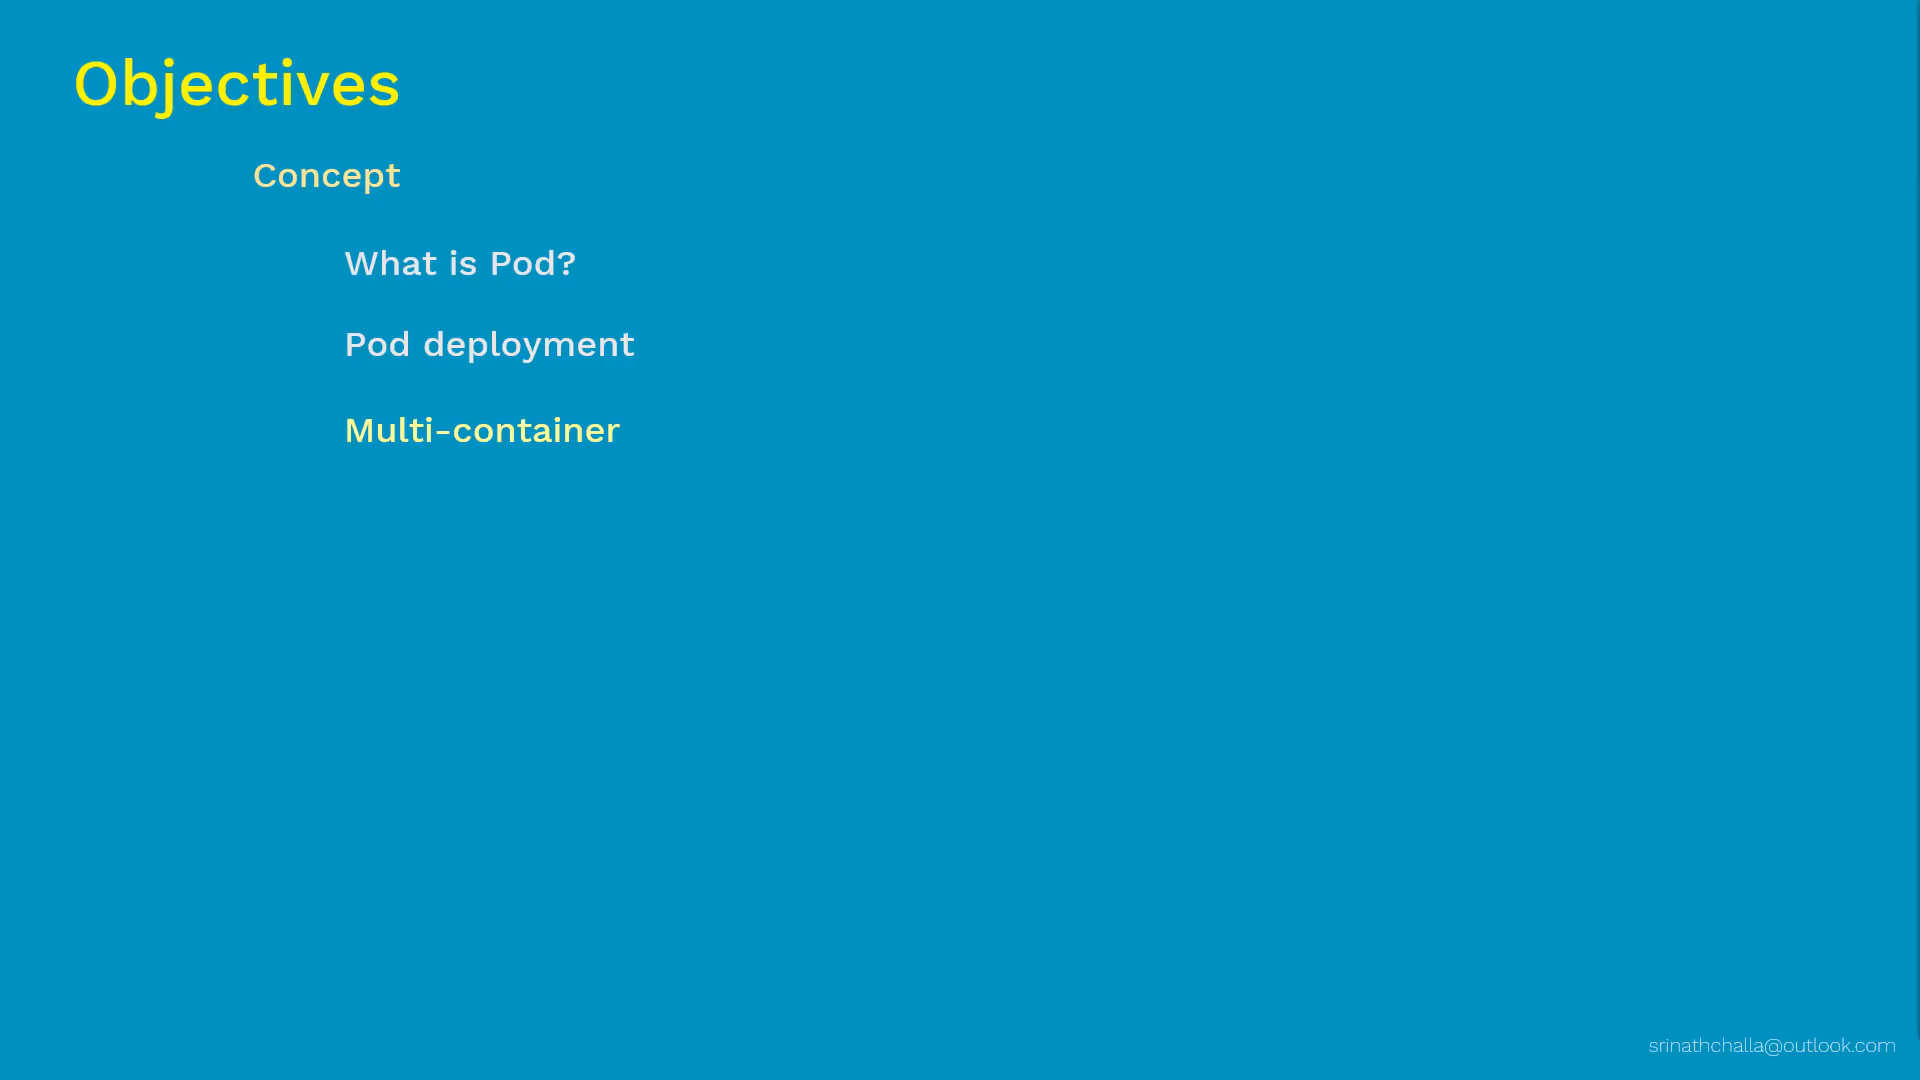 Objectives
Concept
What is Pod?
Pod deployment
Multi-container
srinathchalla@outlook.com